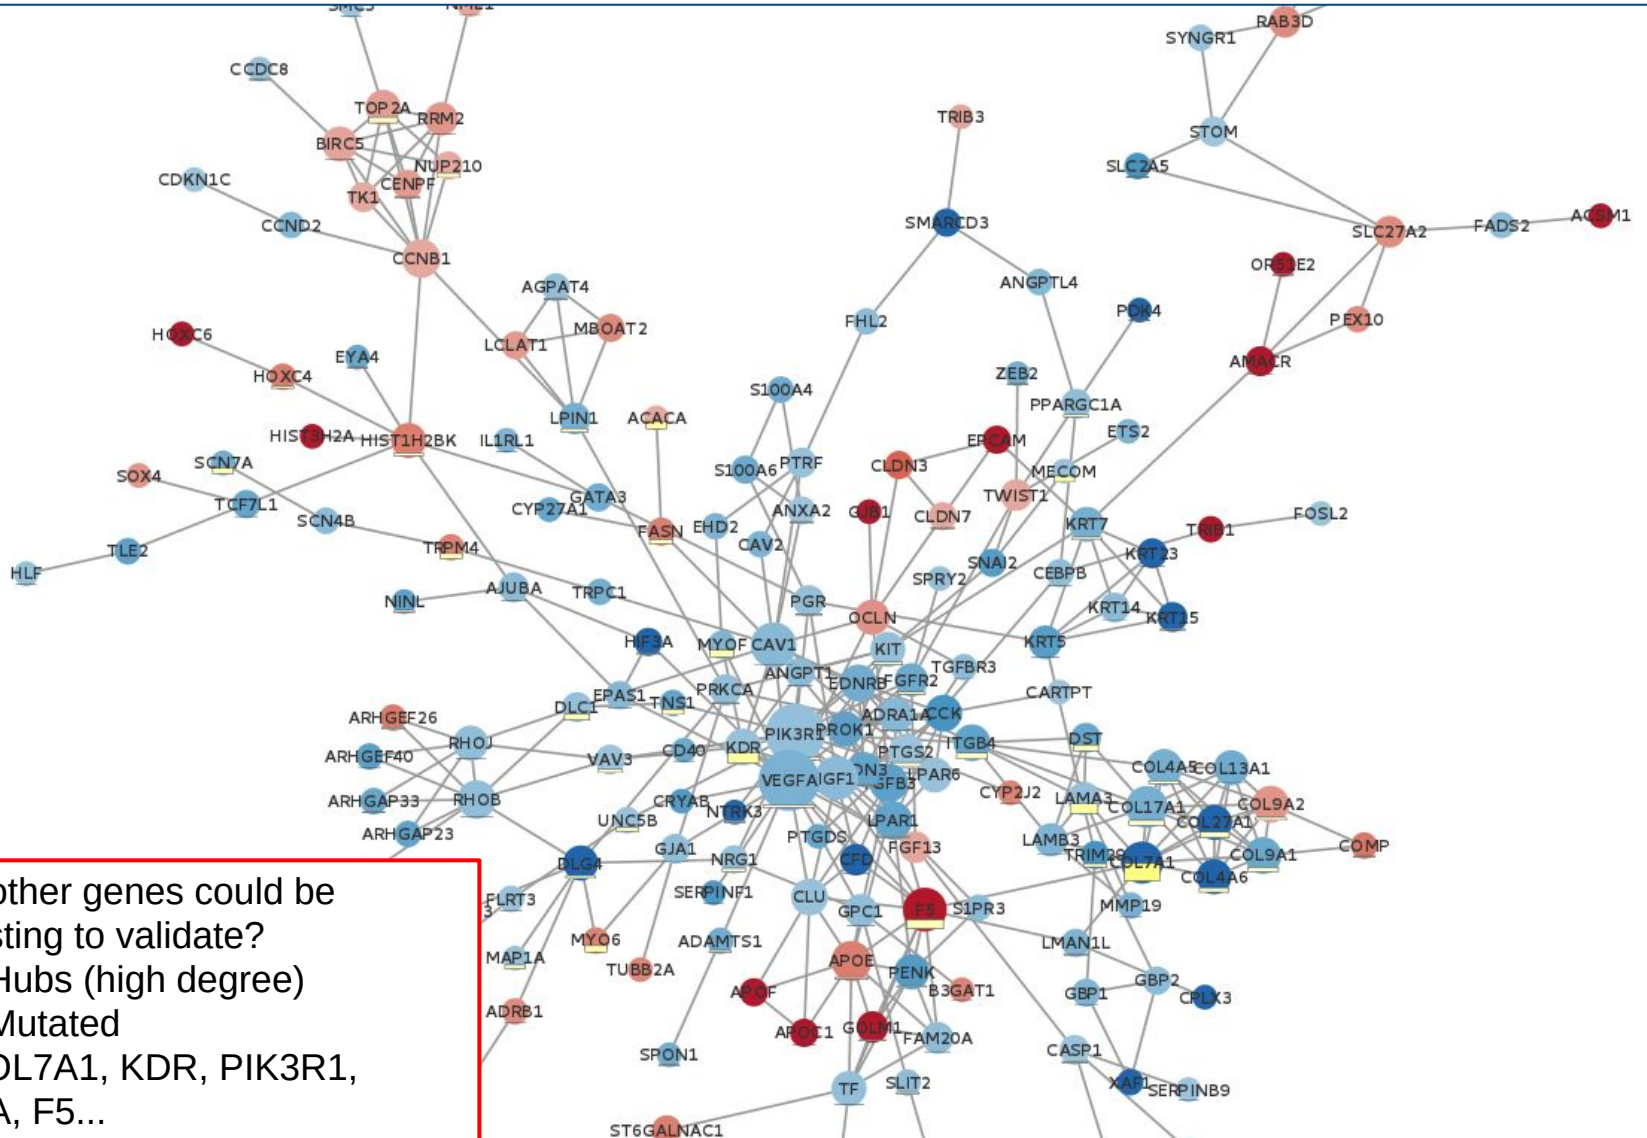 SMC5
NME1
RAB3D
SYNGR1
CCDC8
TOP2A
RRM2
TRIB3
STOM
BIRC5
NUP210
SLC2A5
CDKN1C
CENPF
TK1
ACSM1
CCND2
SMARCD3
SLC27A2
FADS2
CCNB1
OR51E2
AGPAT4
ANGPTL4
PDK4
HOXC6
MBOAT2
FHL2
PEX10
LCLAT1
EYA4
AMACR
HOXC4
ZEB2
S100A4
PPARGC1A
LPIN1
ACACA
HIST3H2A
HIST1H2BK
IL1RL1
EPCAM
ETS2
SCN7A
S100A6
PTRF
CLDN3
MECOM
SOX4
TCF7L1
GATA3
TWIST1
CYP27A1
ANXA2
GJB1
CLDN7
FOSL2
SCN4B
FASN
EHD2
KRT7
TRIB1
TLE2
TRPM4
CAV2
KRT23
HLF
SNAI2
CEBPB
AJUBA
TRPC1
SPRY2
NINL
PGR
KRT14
OCLN
KRT15
HIF3A
MYOF
CAV1
KIT
KRT5
ANGPT1
TGFBR3
EDNRB
FGFR2
EPAS1
PRKCA
CARTPT
DLC1
TNS1
ARHGEF26
ADRA1A
CCK
PIK3R1
PROK1
RHOJ
KDR
PTGS2
ITGB4
DST
ARHGEF40
VAV3
CD40
COL4A5
COL13A1
VEGFA
IGF1
DN3
LPAR6
GFB3
CYP2J2
ARHGAP33
RHOB
CRYAB
NTRK3
LAMA3
COL17A1
COL9A2
UNC5B
LPAR1
COL27A1
ARHGAP23
PTGDS
LAMB3
GJA1
NRG1
CFD
FGF13
TRIM29
COL7A1
COL9A1
COMP
DLG4
COL4A6
SERPINF1
FLRT3
CLU
GPC1
F5
S1PR3
MMP19
3
MYO6
ADAMTS1
LMAN1L
MAP1A
TUBB2A
APOE
PENK
GBP2
APOF
B3GAT1
GBP1
CPLX3
ADRB1
APOC1
GOLM1
FAM20A
SPON1
CASP1
TF
SLIT2
XAF1
SERPINB9
ST6GALNAC1
other genes could be
sting to validate?
Hubs (high degree)
Mutated
OL7A1, KDR, PIK3R1,
A, F5...